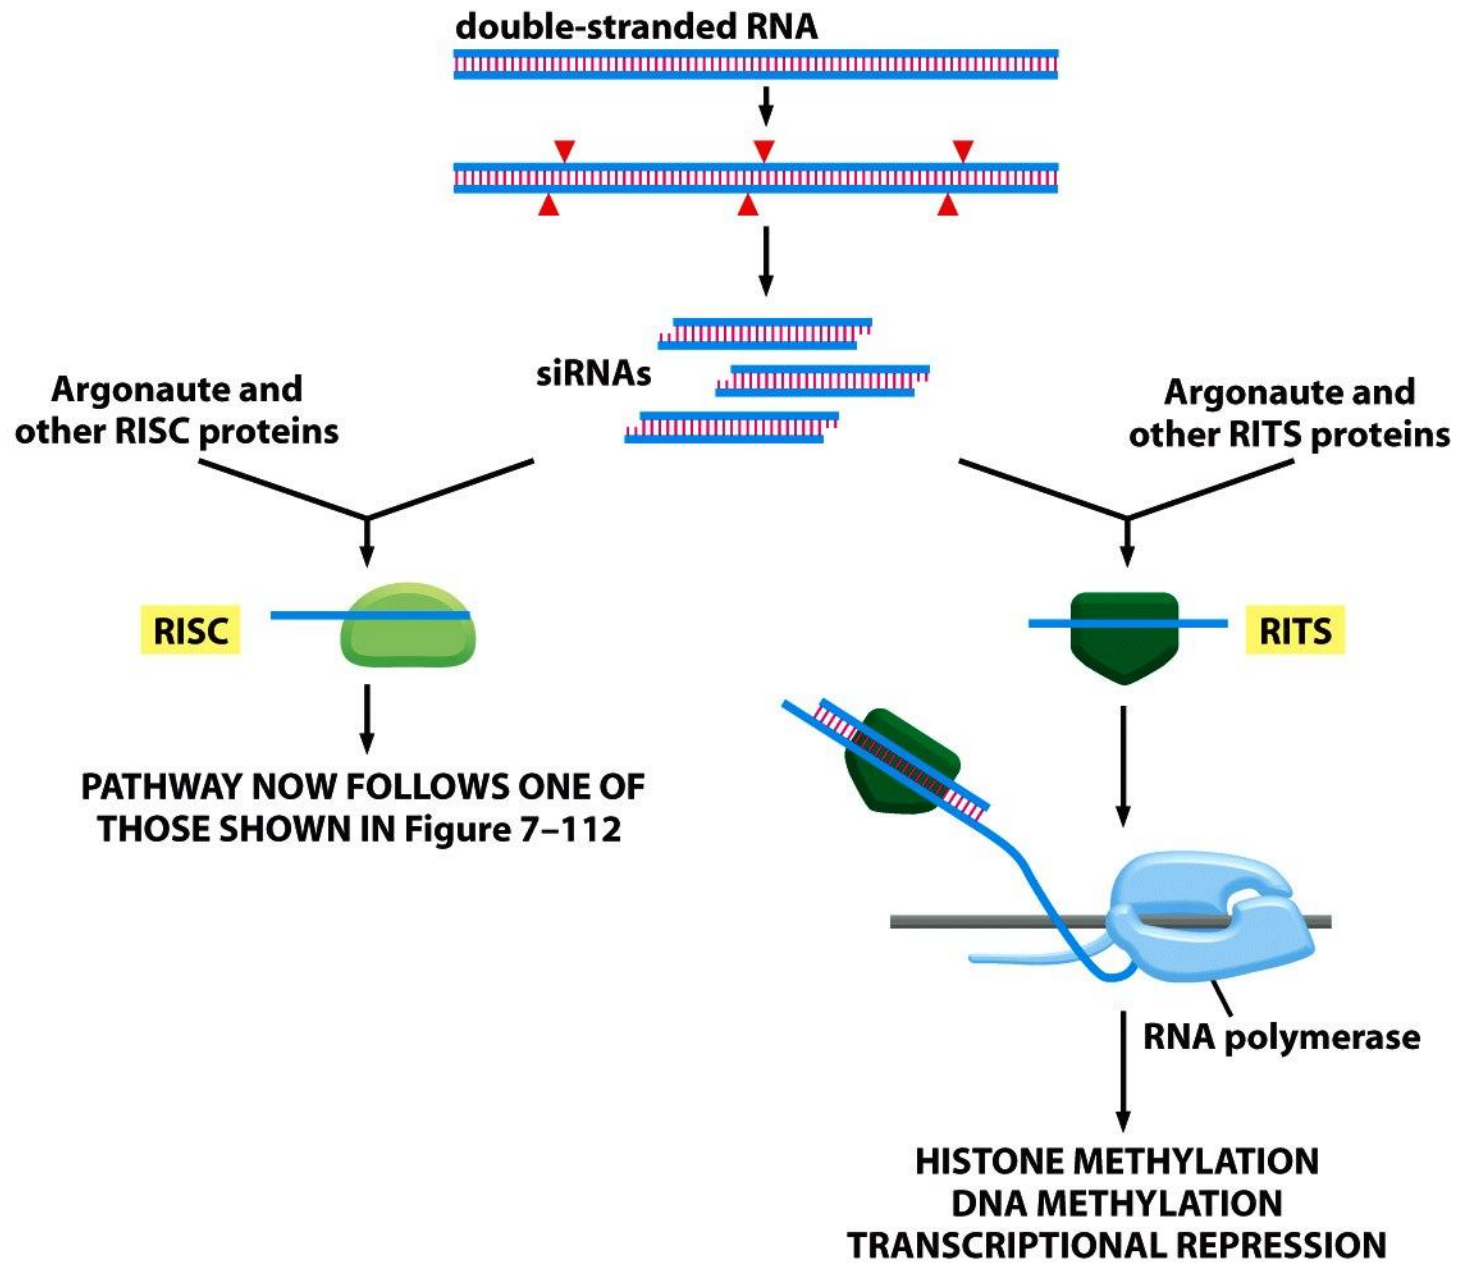 double-stranded RNA
siRNAs
Argonaute and
other RISC proteins
Argonaute and
other RITS proteins
RISC
RITS
PATHWAY NOW FOLLOWS ONE OF
THOSE SHOWN IN Figure 7–112
RNA polymerase
HISTONE METHYLATION
DNA METHYLATION
TRANSCRIPTIONAL REPRESSION